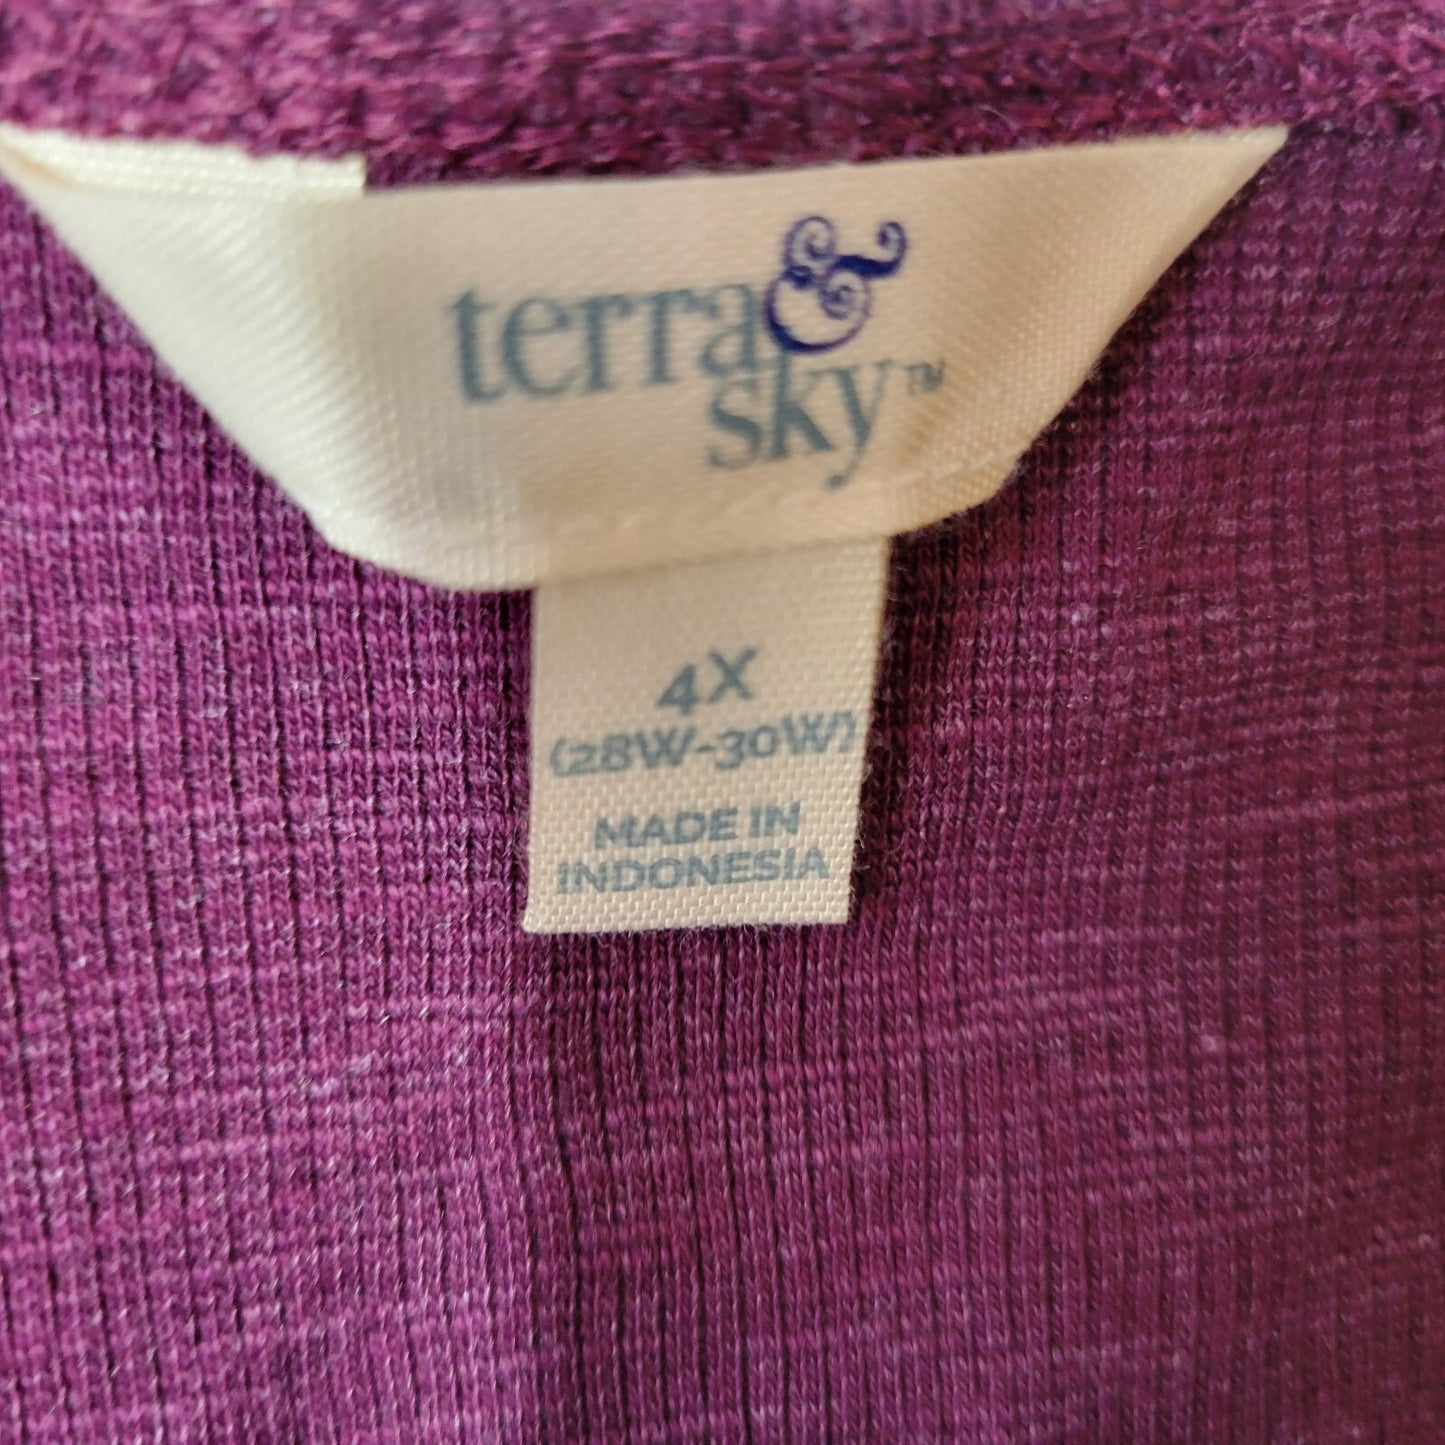 terra &
sky™
4X
(28W-30W)
MADE IN
INDONESIA